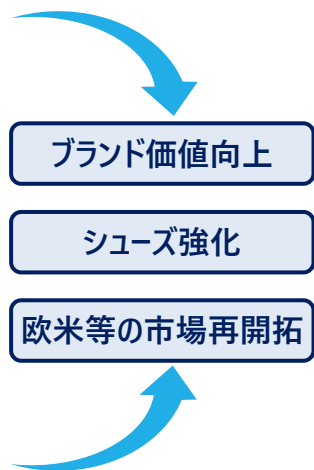 ブランド価値向上
シューズ強化
欧米等の市場再開拓